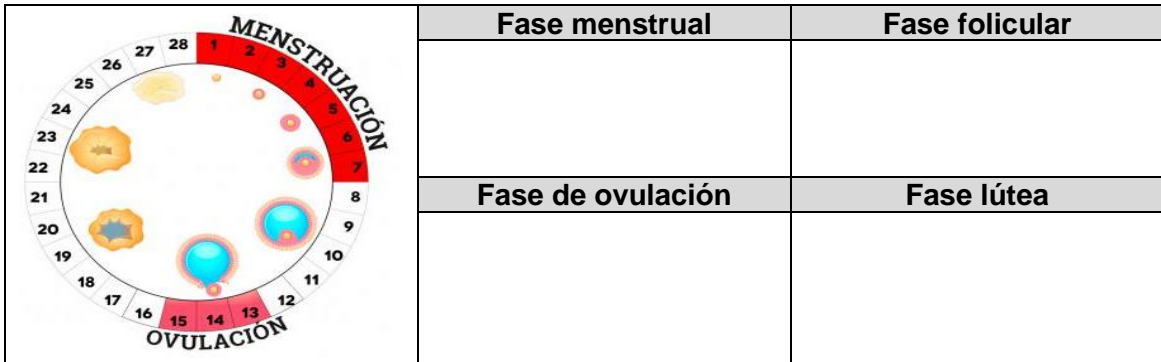 MENSTRUACIÓN
1 2 3 4 5 6 7 8 9 10 11 12 13 14 15 16 17 18 19 20 21 22 23 24 25 26 27 28
OVULACIÓN
Fase menstrual Fase folicular
Fase de ovulación Fase lútea